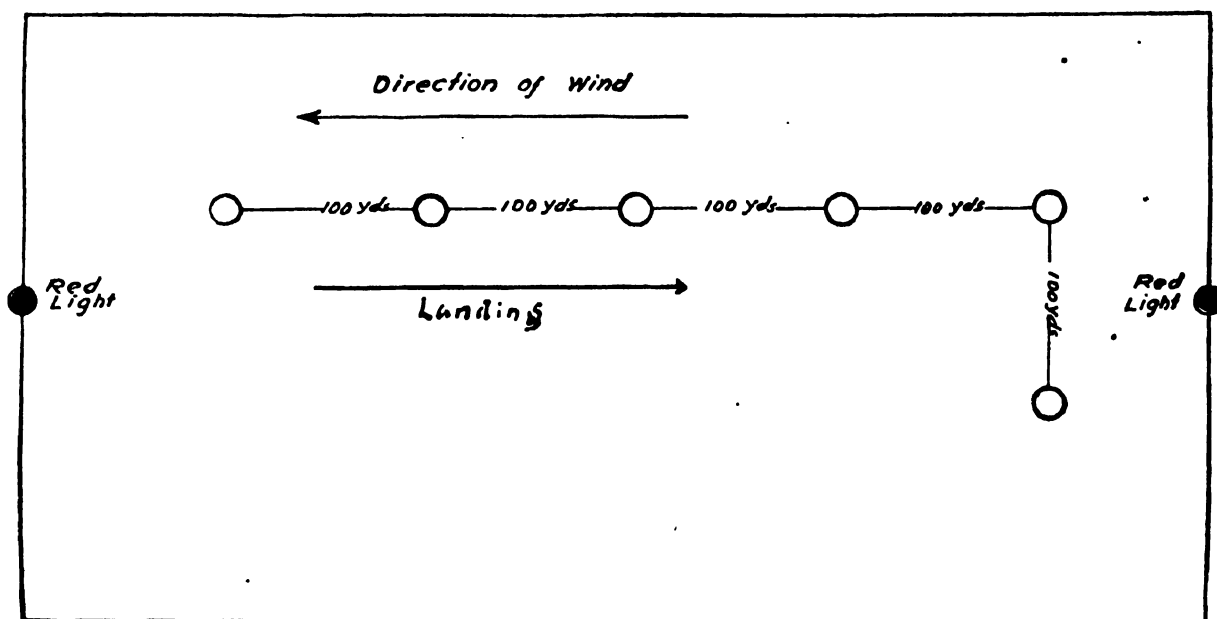 Direction of Wind
100 yds
100 yds
100 yds
100 yds
Red
Light
Landing
100 yds
Red
Light